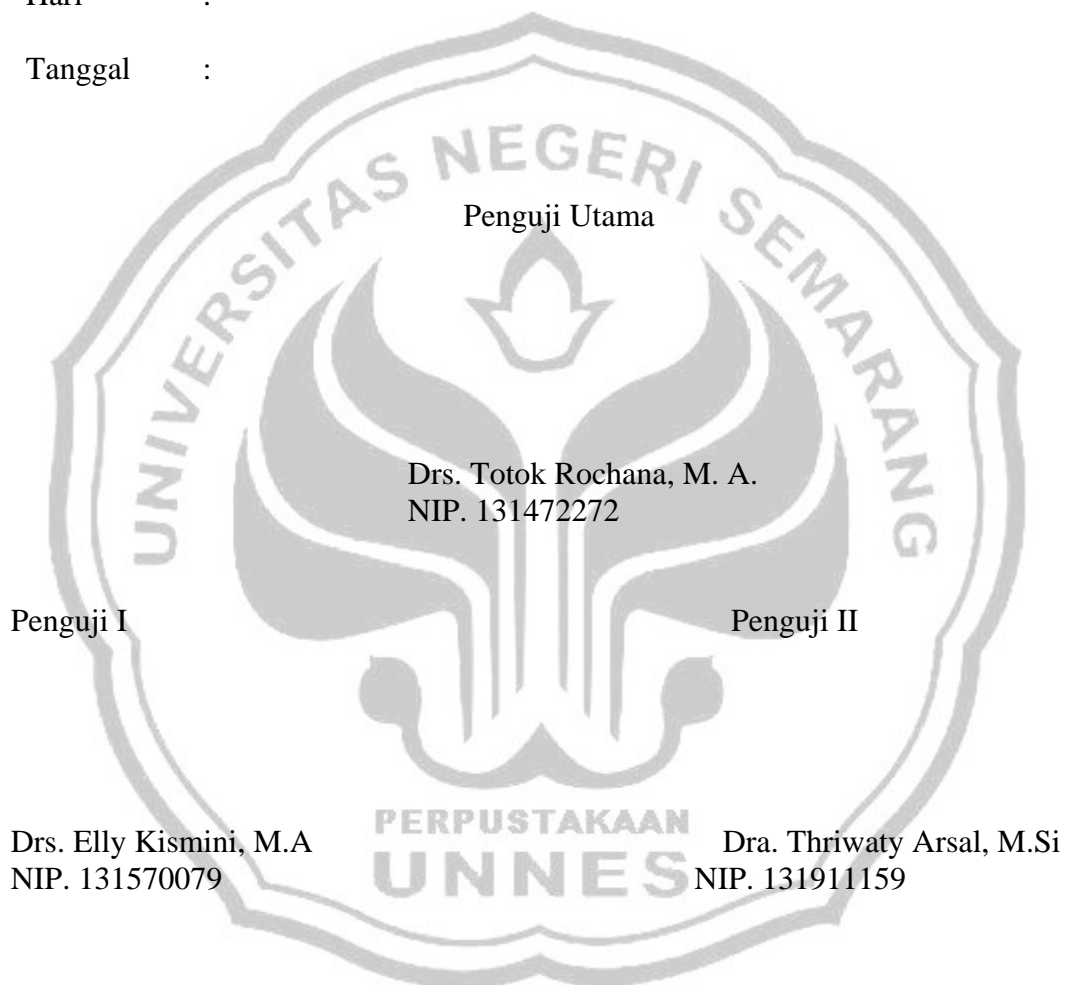 Hari :
Tanggal :
UNIVERSITAS NEGERI SEMARANG
Penguji Utama
Drs. Totok Rochana, M. A.
NIP. 131472272
Penguji I Penguji II
PERPUSTAKAAN
Drs. Elly Kismini, M.A Dra. Thriwaty Arsal, M.Si
UNNES
NIP. 131570079 NIP. 131911159